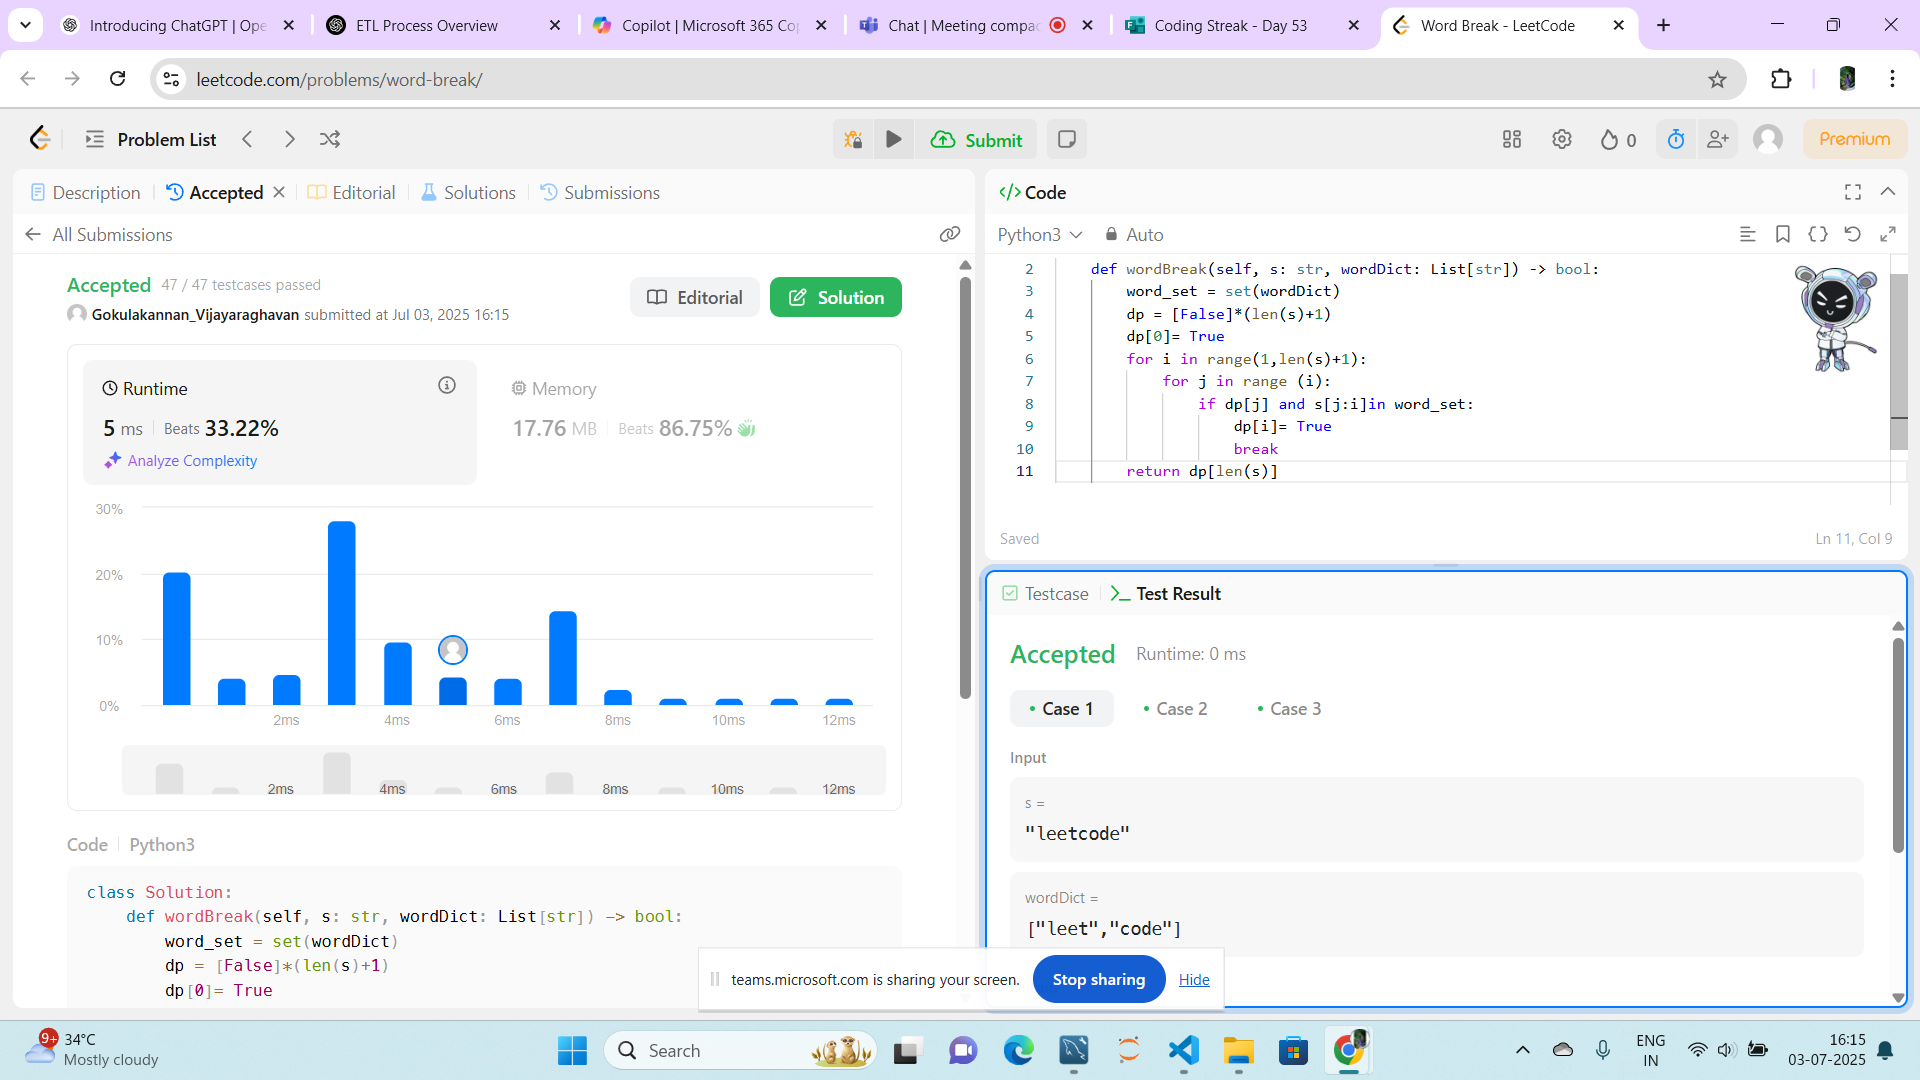 Introducing ChatGPT | Ope
ETL Process Overview
Copilot | Microsoft 365 Co
Chat | Meeting compa
Coding Streak - Day 53
Word Break - LeetCode
leetcode.com/problems/word-break/
Problem List
Submit
0
Premium
Description
Accepted
Editorial
Solutions
Submissions
All Submissions
Accepted 47 / 47 testcases passed
Gokulakannan_Vijayaraghavan submitted at Jul 03, 2025 16:15
Editorial
Solution
Runtime
5 ms Beats 33.22%
Analyze Complexity
Memory
17.76 MB Beats 86.75%
30%
20%
10%
0%
2ms 4ms 6ms 8ms 10ms 12ms
2ms 4ms 6ms 8ms 10ms 12ms
Code Python3
class Solution:
def wordBreak(self, s: str, wordDict: List[str]) -> bool:
word_set = set(wordDict)
dp = [False]*(len(s)+1)
dp[0]= True
</> Code
Python3 Auto
2 def wordBreak(self, s: str, wordDict: List[str]) -> bool:
3 word_set = set(wordDict)
4 dp = [False]*(len(s)+1)
5 dp[0]= True
6 for i in range(1,len(s)+1):
7 for j in range (i):
8 if dp[j] and s[j:i]in word_set:
9 dp[i]= True
10 break
11 return dp[len(s)]
Saved
Ln 11, Col 9
Testcase
Test Result
Accepted Runtime: 0 ms
Case 1 Case 2 Case 3
Input
s =
"leetcode"
wordDict =
["leet","code"]
teams.microsoft.com is sharing your screen. Stop sharing Hide
9+
34°C
Mostly cloudy
Search
ENG
IN
16:15
03-07-2025